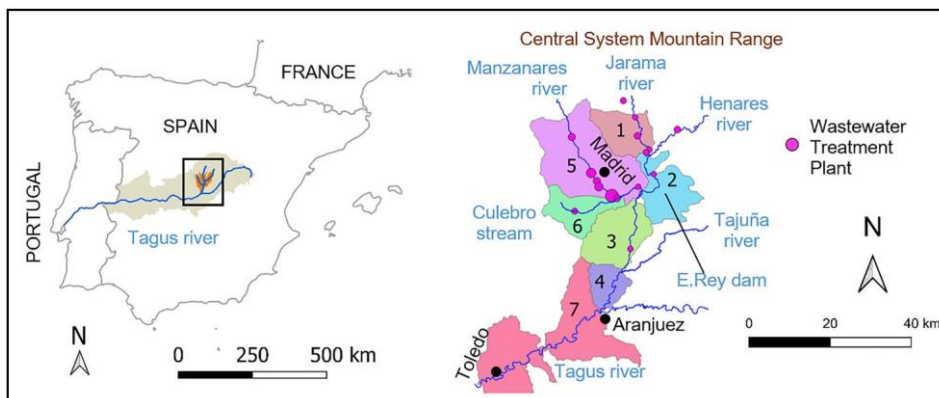 FRANCE
SPAIN
PORTUGAL
Tagus river
N
0 250 500 km
Central System Mountain Range
Manzanares
river
Jarama
river
Henares
river
Wastewater
Treatment
Plant
1
Madrid
5
2
Culebro
stream
6
3
Tajuña
river
E.Rey dam
4
7
Aranjuez
Toledo
Tagus river
N
0 20 40 km